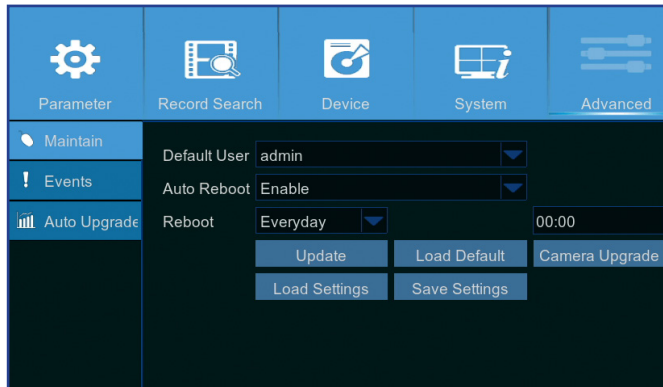 Parameter
Record Search
Device
System
Advanced
Maintain
Events
Auto Upgrade
Default User admin
Auto Reboot Enable
Reboot Everyday 00:00
Update Load Default Camera Upgrade
Load Settings Save Settings